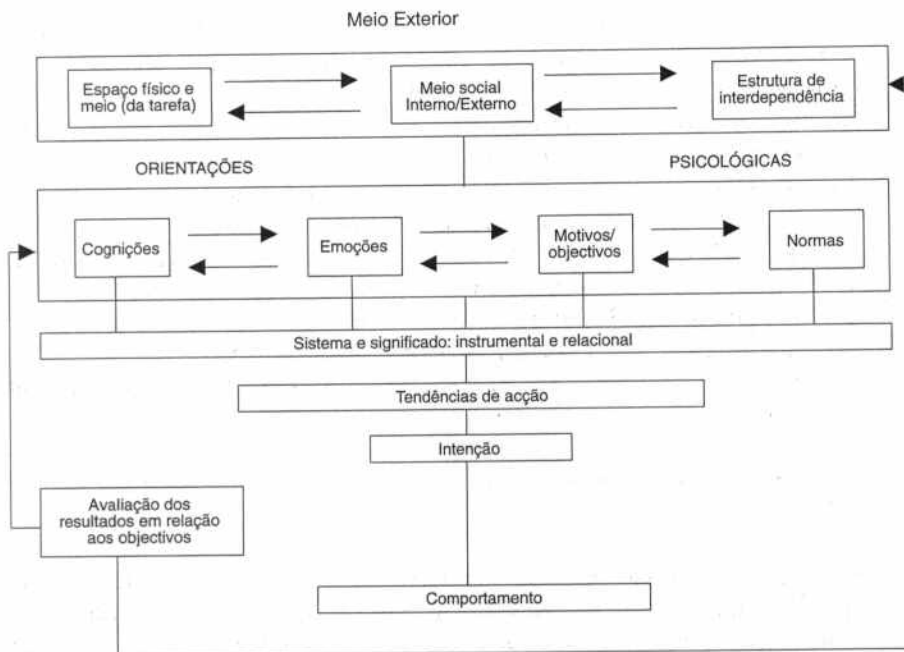 Meio Exterior
Espaço físico e
meio (da tarefa)
Meio social
Interno/Externo
Estrutura de
interdependência
ORIENTAÇÕES
PSICOLÓGICAS
Cognições
Emoções
Motivos/
objectivos
Normas
Sistema e significado: instrumental e relacional
Tendências de acção
Intenção
Avaliação dos
resultados em relação
aos objectivos
Comportamento